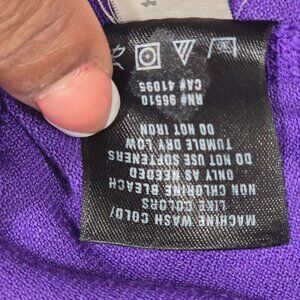 MACHINE WASH COLD/
LIKE COLORS
NON CHLORINE BLEACH
ONLY AS NEEDED
DO NOT USE SOFTENERS
TUMBLE DRY LOW
DO NOT IRON
CA# 41095
RN# 96510